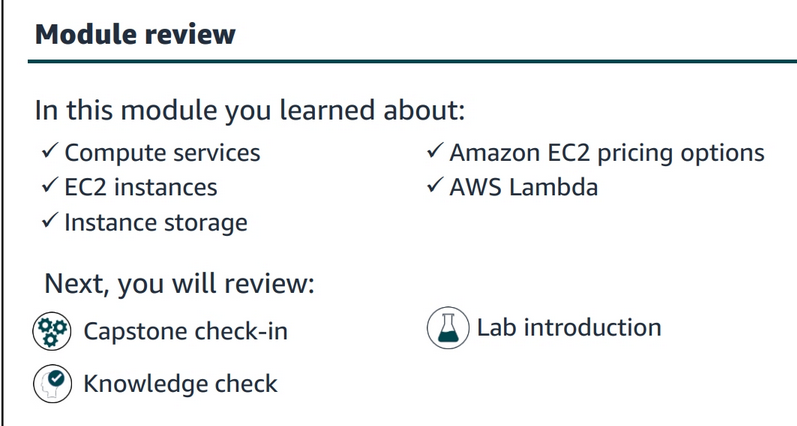 Module review
In this module you learned about:
✓ Compute services
✓ EC2 instances
✓ Instance storage
✓ Amazon EC2 pricing options
✓ AWS Lambda
Next, you will review:
Capstone check-in
Knowledge check
Lab introduction